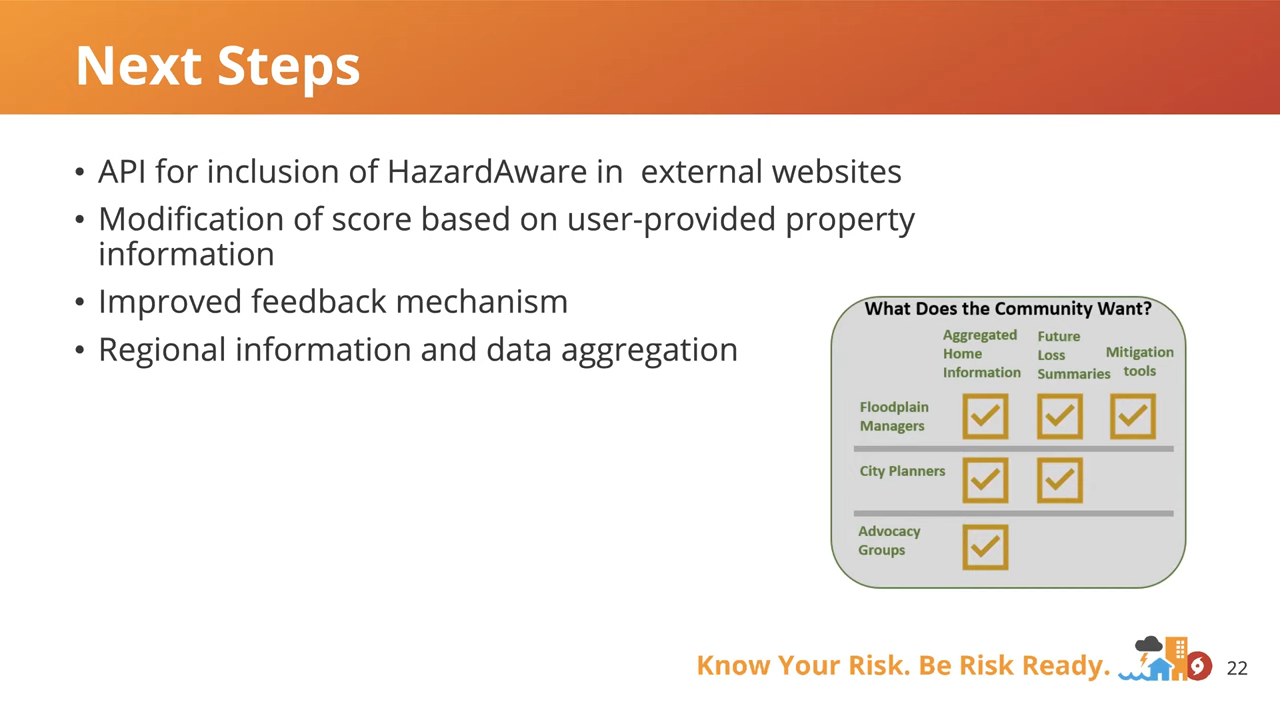 Next Steps
• API for inclusion of HazardAware in  external websites
• Modification of score based on user-provided property
information
• Improved feedback mechanism
• Regional information and data aggregation
What Does the Community Want?
Aggregated
Home
Information
Future
Loss
Summaries
Mitigation
tools
Floodplain
Managers
City Planners
Advocacy
Groups
Know Your Risk. Be Risk Ready.
22